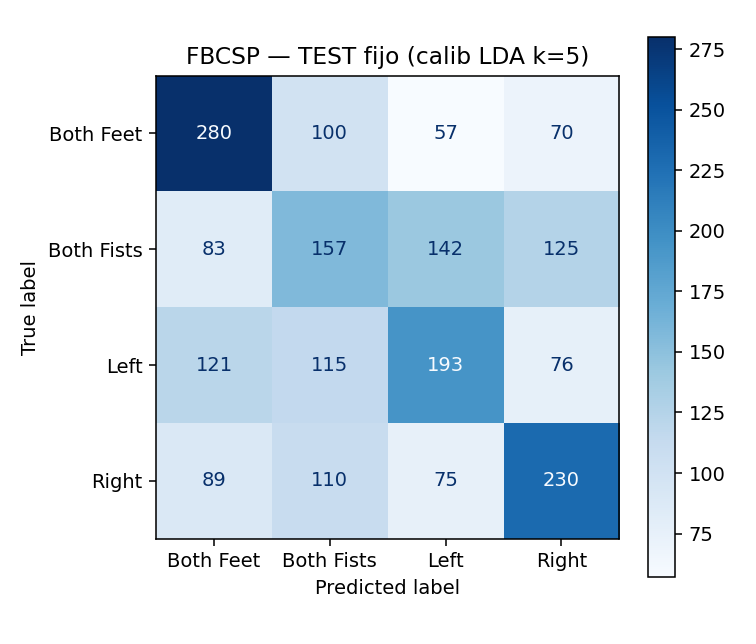 FBCSP — TEST fijo (calib LDA k=5)
True label
Both Feet 280 100 57 70
Both Fists 83 157 142 125
Left 121 115 193 76
Right 89 110 75 230
Both Feet Both Fists Left Right
Predicted label
275
250
225
200
175
150
125
100
75